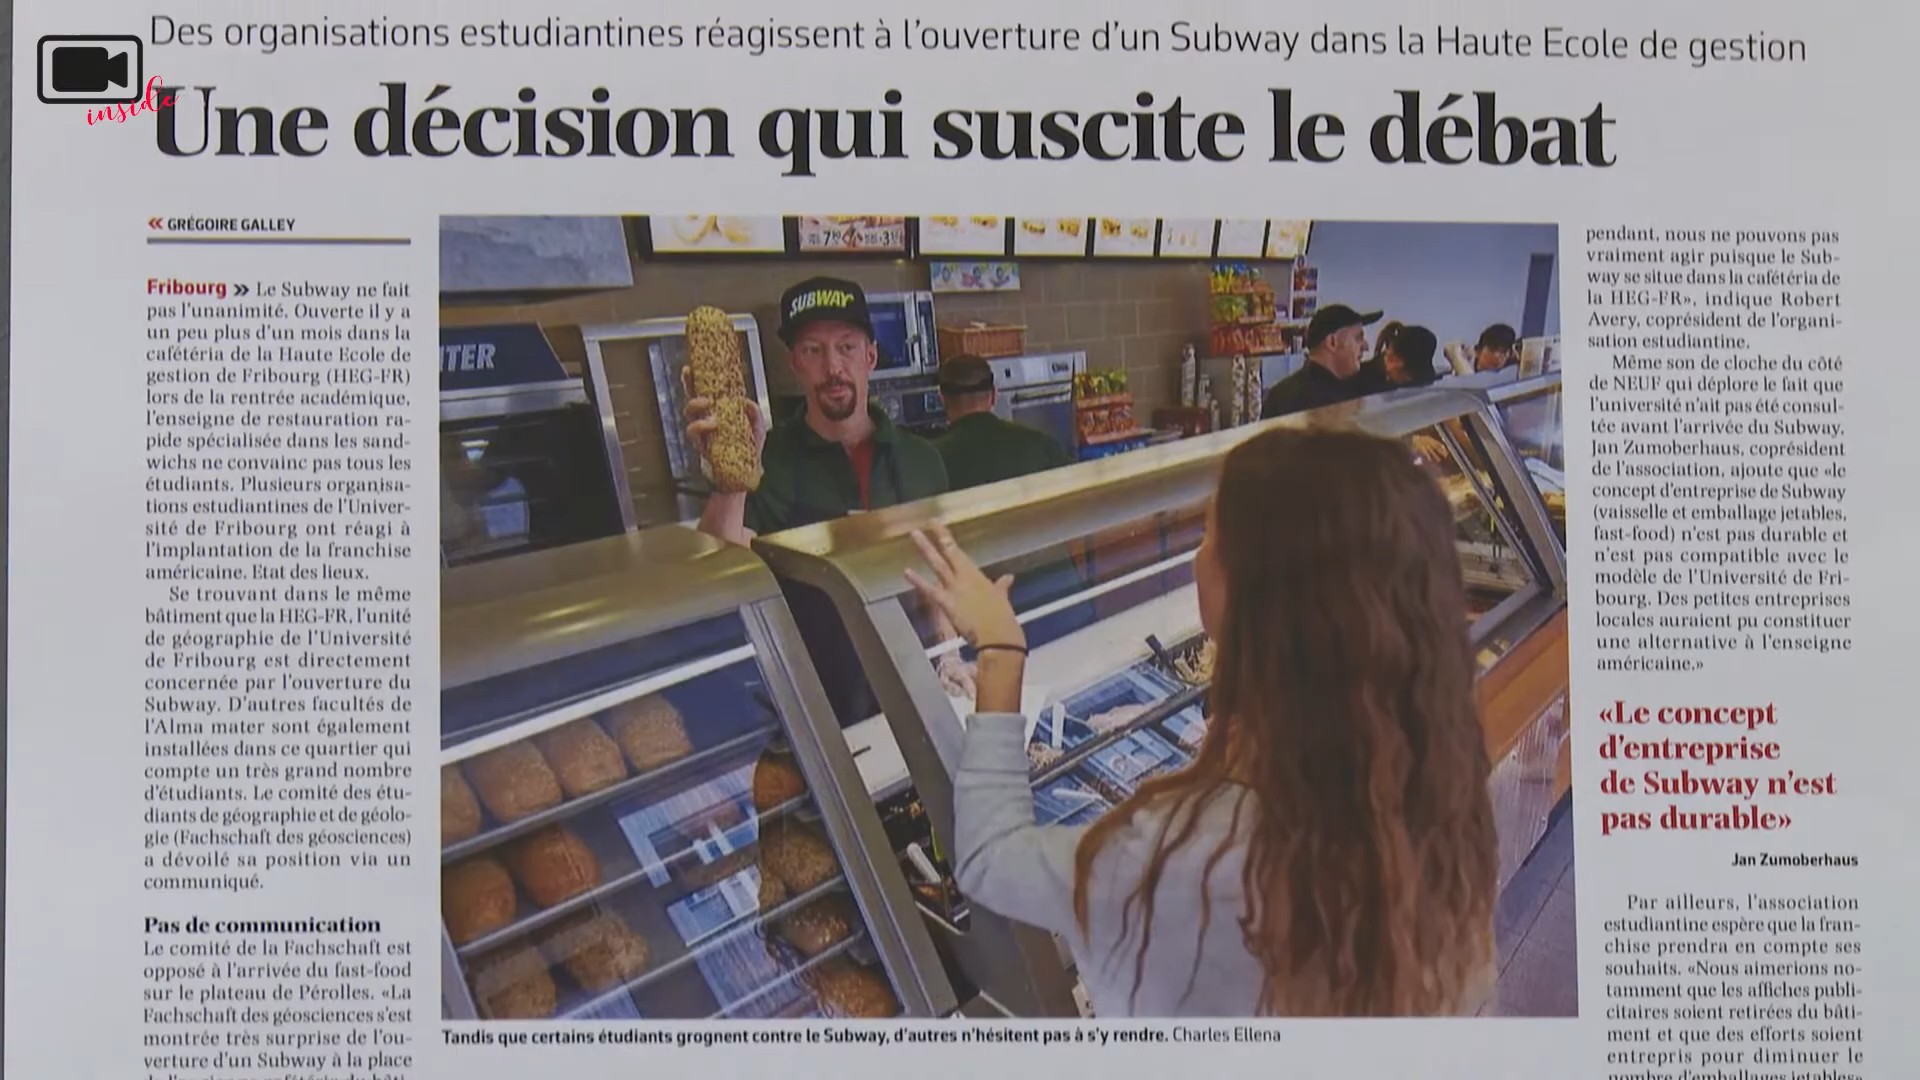 inside
Des organisations estudiantines réagissent à l'ouverture d'un Subway dans la Haute Ecole de gestion
Une décision qui suscite le débat
« GRÉGOIRE GALLEY
Fribourg » Le Subway ne fait
pas l'unanimité. Ouverte il y a
un peu plus d'un mois dans la
cafétéria de la Haute Ecole de
gestion de Fribourg (HEG-FR)
lors de la rentrée académique,
l'enseigne de restauration ra-
pide spécialisée dans les sand-
wichs ne convainc pas tous les
étudiants. Plusieurs organisa-
tions estudiantines de l'Univer-
sité de Fribourg ont réagi à
l'implantation de la franchise
américaine. Etat des lieux.
Se trouvant dans le même
bâtiment que la HEG-FR, l'unité
de géographie de l'Université
de Fribourg est directement
concernée par l'ouverture du
Subway. D'autres facultés de
l'Alma mater sont également
installées dans ce quartier qui
compte un très grand nombre
d'étudiants. Le comité des étu-
diants de géographie et de géolo-
gie (Fachschaft des géosciences)
a dévoilé sa position via un
communiqué.
Pas de communication
Le comité de la Fachschaft est
opposé à l'arrivée du fast-food
sur le plateau de Pérolles. «La
Fachschaft des géosciences s'est
montrée très surprise de l'ou-
verture d'un Subway à la place
SUBWAY
Tandis que certains étudiants grognent contre le Subway, d'autres n'hésitent pas à s'y rendre. Charles Ellena
pendant, nous ne pouvons pas
vraiment agir puisque le Sub-
way se situe dans la cafétéria de
la HEG-FR», indique Robert
Avery, coprésident de l'organi-
sation estudiantine.
Même son de cloche du côté
de NEUF qui déplore le fait que
l'université n'ait pas été consul-
tée avant l'arrivée du Subway.
Jan Zumoberhaus, coprésident
de l'association, ajoute que «le
concept d'entreprise de Subway
(vaisselle et emballage jetables,
fast-food) n'est pas durable et
n'est pas compatible avec le
modèle de l'Université de Fri-
bourg. Des petites entreprises
locales auraient pu constituer
une alternative à l'enseigne
américaine.»
«Le concept
d'entreprise
de Subway n'est
pas durable»
Jan Zumoberhaus
Par ailleurs, l'association
estudiantine espère que la fran-
chise prendra en compte ses
souhaits. «Nous aimerions no-
tamment que les affiches publi-
citaires soient retirées du bâti-
ment et que des efforts soient
entrepris pour diminuer le
nombre d'emballages jetables»